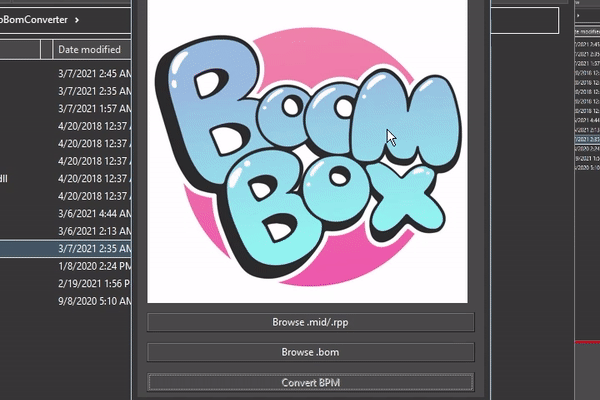 oBomConverter >
Date modified
3/7/2021 2:45 AM
3/7/2021 2:35 AM
3/7/2021 1:57 AM
4/20/2018 12:37
4/20/2018 12:37
4/20/2018 12:37
dll
4/20/2018 12:37
4/20/2018 12:37
3/6/2021 4:44 AM
3/6/2021 2:13 AM
3/7/2021 2:35 AM
1/8/2020 2:24 PM
2/19/2021 1:56 P
9/8/2020 5:10 AM
BOOM
BOX
Browse .mid/.rpp
Browse .bom
Convert BPM